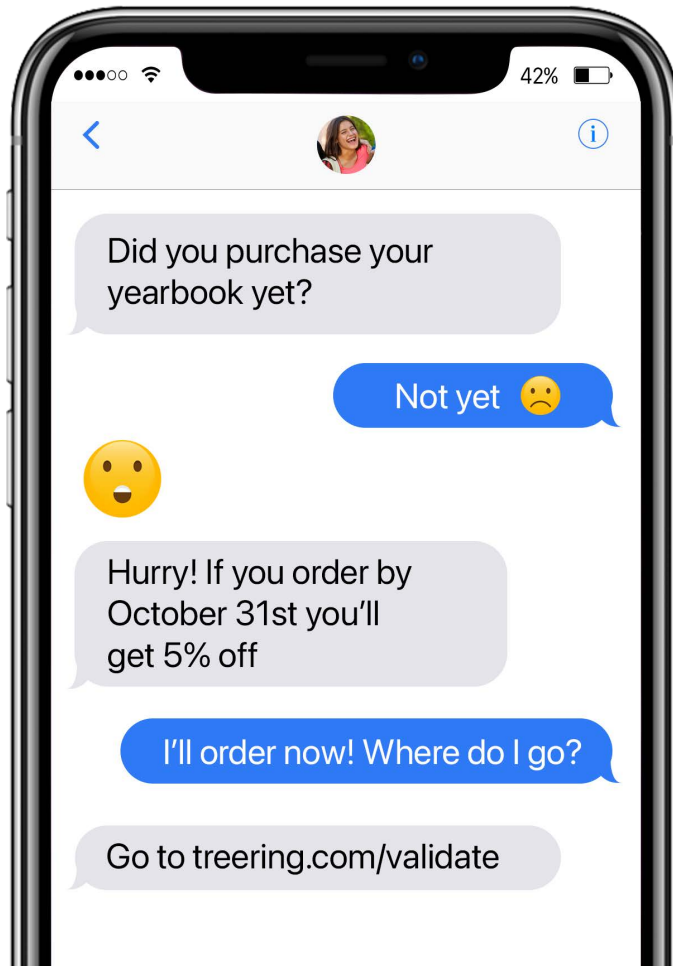 42%
i
Did you purchase your
yearbook yet?
Not yet 🙁
😮
Hurry! If you order by
October 31st you’ll
get 5% off
I’ll order now! Where do I go?
Go to treering.com/validate